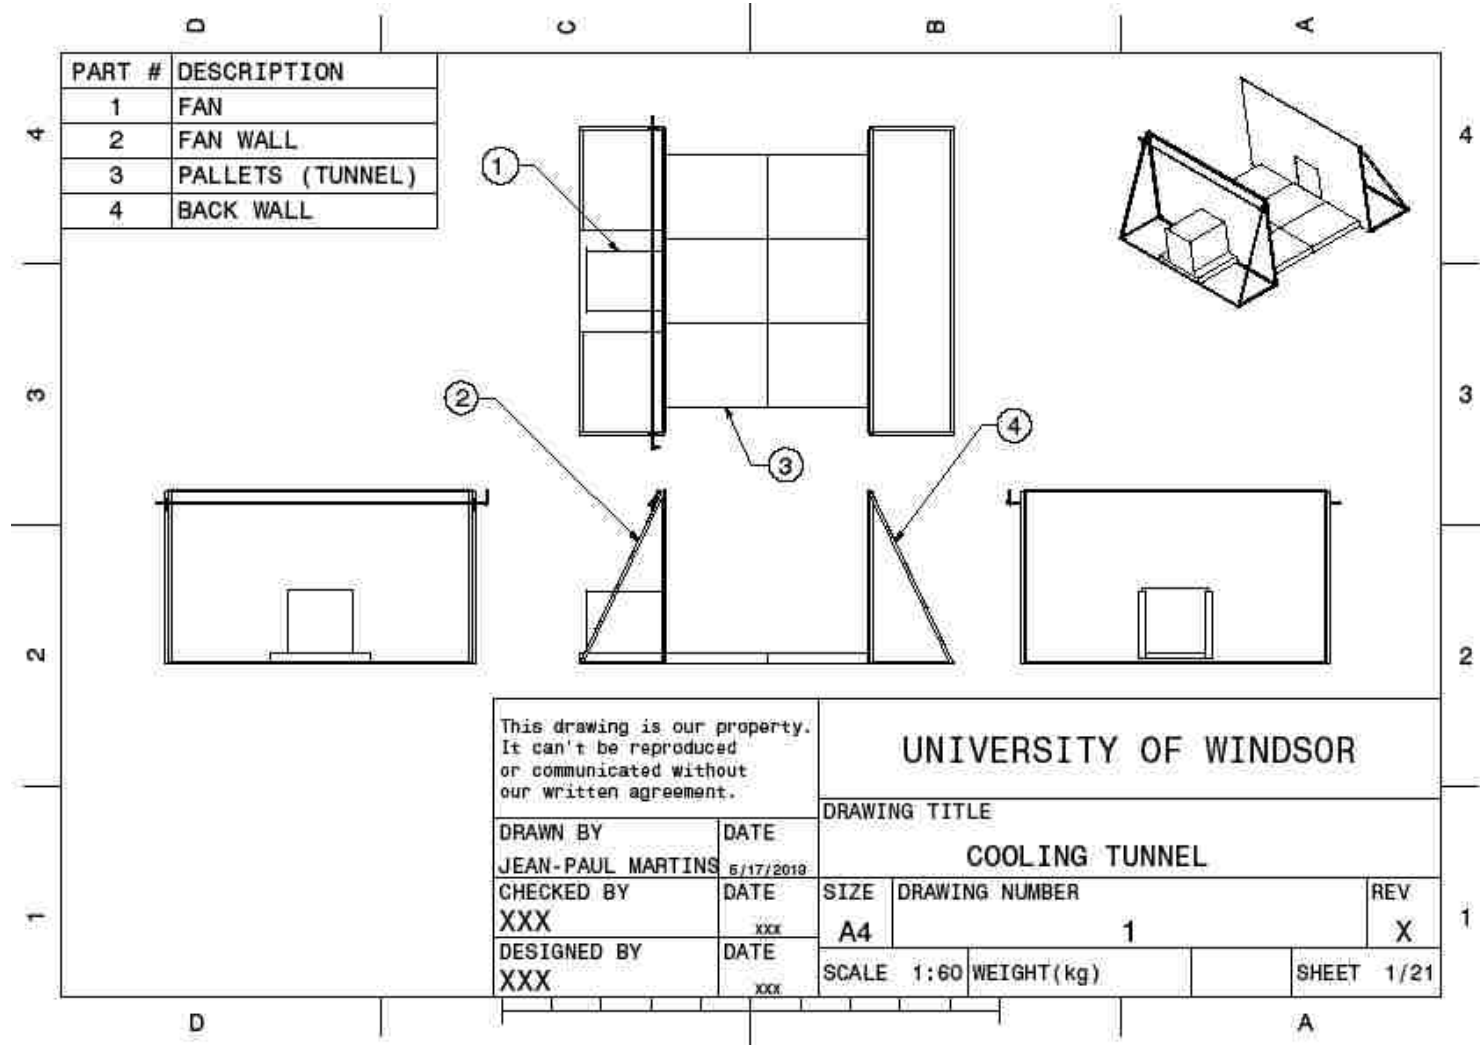 D C B A
PART # DESCRIPTION
1 FAN
2 FAN WALL
3 PALLETS (TUNNEL)
4 BACK WALL
4 4
1
3 3
2
4
3
2 2
This drawing is our property.
It can't be reproduced
or communicated without
our written agreement.
UNIVERSITY OF WINDSOR
DRAWING TITLE
COOLING TUNNEL
DRAWN BY DATE
JEAN-PAUL MARTINS 6/17/2019
CHECKED BY DATE
XXX XXX
DESIGNED BY DATE
XXX XXX
SIZE DRAWING NUMBER REV
A4 1 X
SCALE 1:60 WEIGHT(kg) SHEET 1/21
1 1
D A